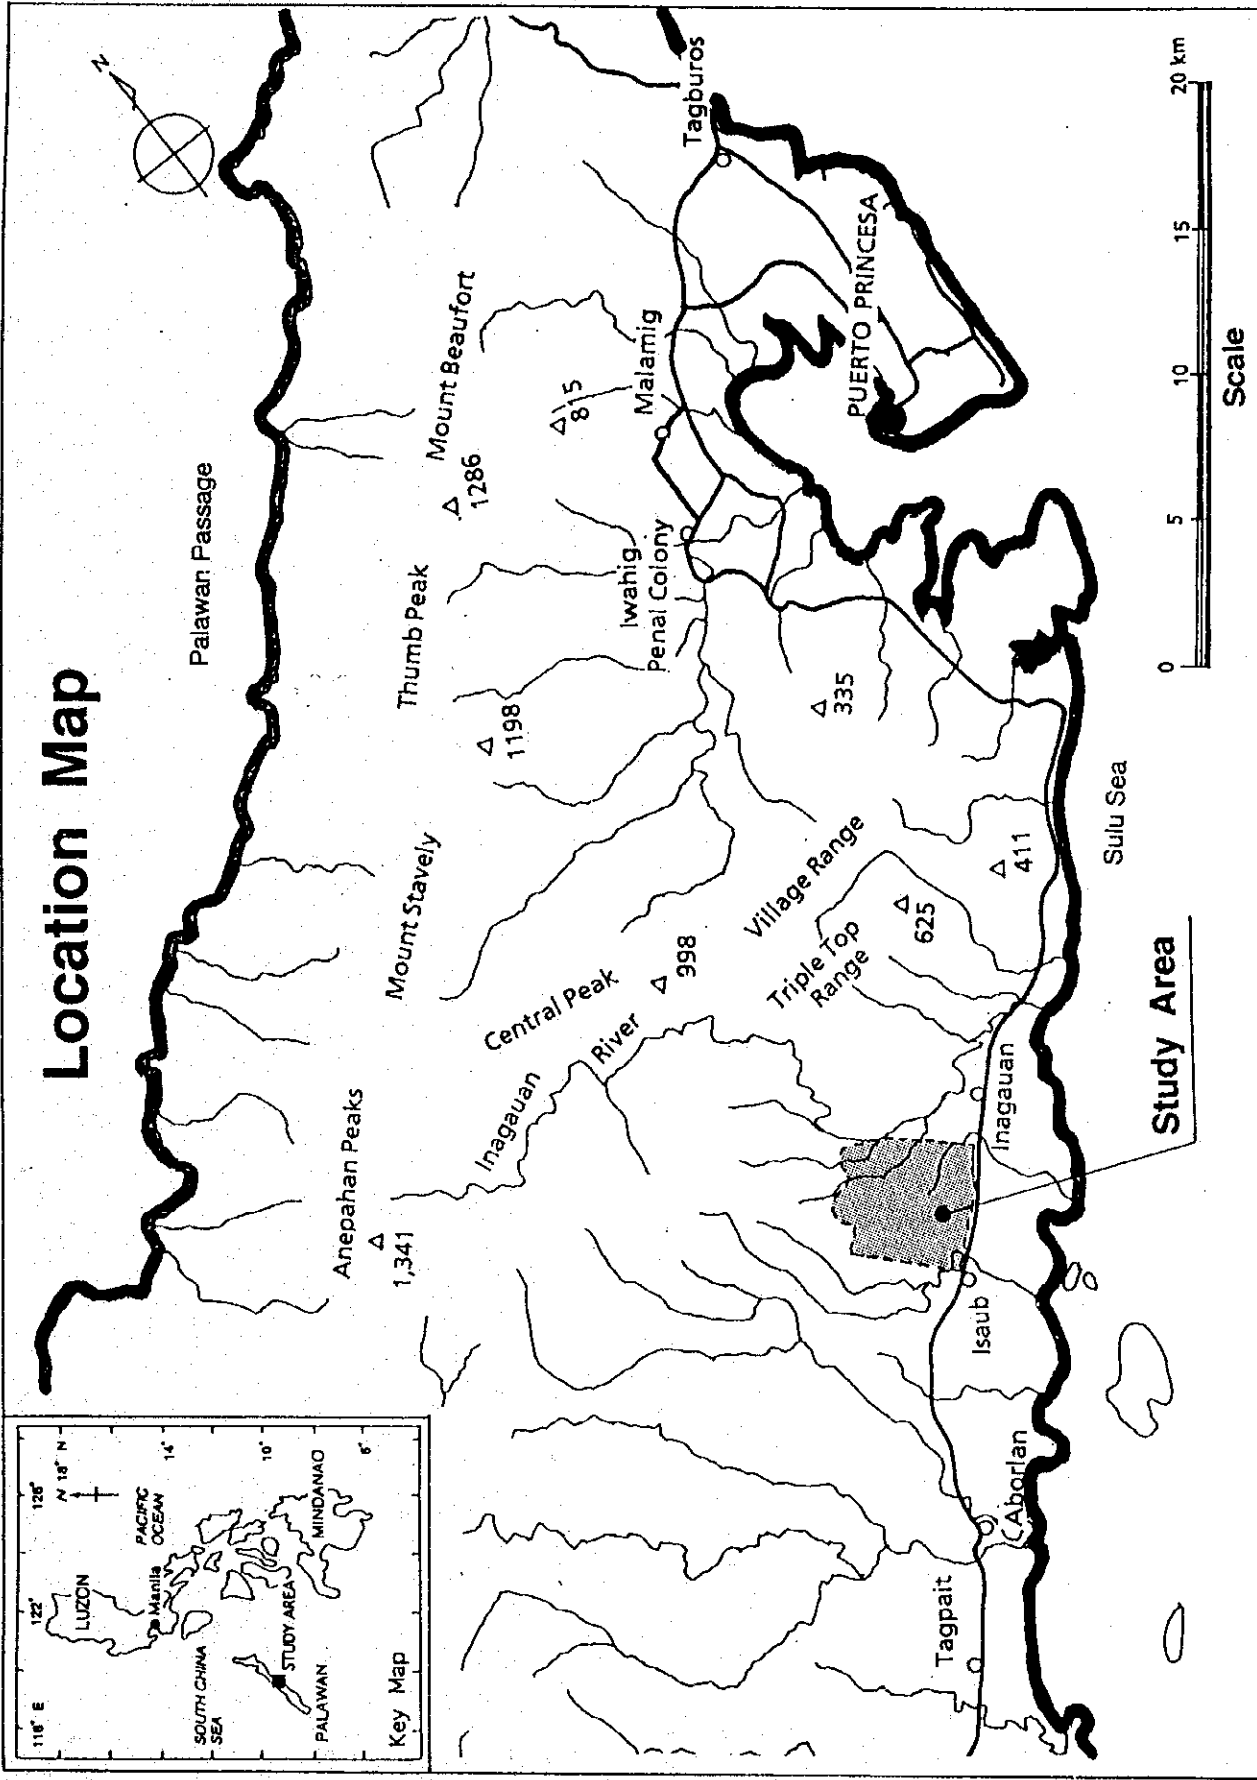 Location Map
N
Palawan Passage
Anepahan Peaks
1,341
Mount Stavely
Thumb Peak
1198
Mount Beaufort
1286
815
Inagauan
River
Central Peak
998
Village Range
Triple Top
Range
625
411
335
Iwahig
Penal Colony
Malamig
Tagburos
PUERTO PRINCESA
Inagauan
Isaub
Aborlan
Tagpait
Sulu Sea
Study Area
0
5
10
15
20 km
Scale
118° E
122°
126°
N 18° N
14°
10°
6°
LUZON
Manila
PACIFIC
OCEAN
SOUTH CHINA
SEA
STUDY AREA
PALAWAN
MINDANAO
Key Map